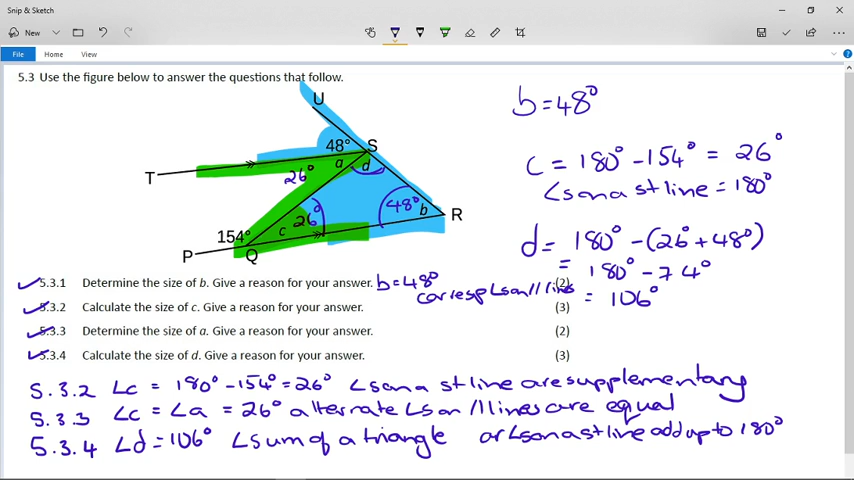 Snip & Sketch
New
File Home View
5.3 Use the figure below to answer the questions that follow.
U
48° S
T
a d
26°
48° b R
154° c 26°
P Q
b = 48°
c = 180° - 154° = 26°
∠s on a st line = 180°
d = 180° - (26° + 48°)
= 180° - 74°
= 106°
5.3.1 Determine the size of b. Give a reason for your answer. b = 48° (2)
corresp ∠s on // lines
5.3.2 Calculate the size of c. Give a reason for your answer. (3)
5.3.3 Determine the size of a. Give a reason for your answer. (2)
5.3.4 Calculate the size of d. Give a reason for your answer. (3)
5.3.2 ∠c = 180° - 154° = 26° ∠s on a st line are supplementary
5.3.3 ∠c = ∠a = 26° alternate ∠s on // lines are equal
5.3.4 ∠d = 106° ∠ sum of a triangle or ∠s on a st line add up to 180°